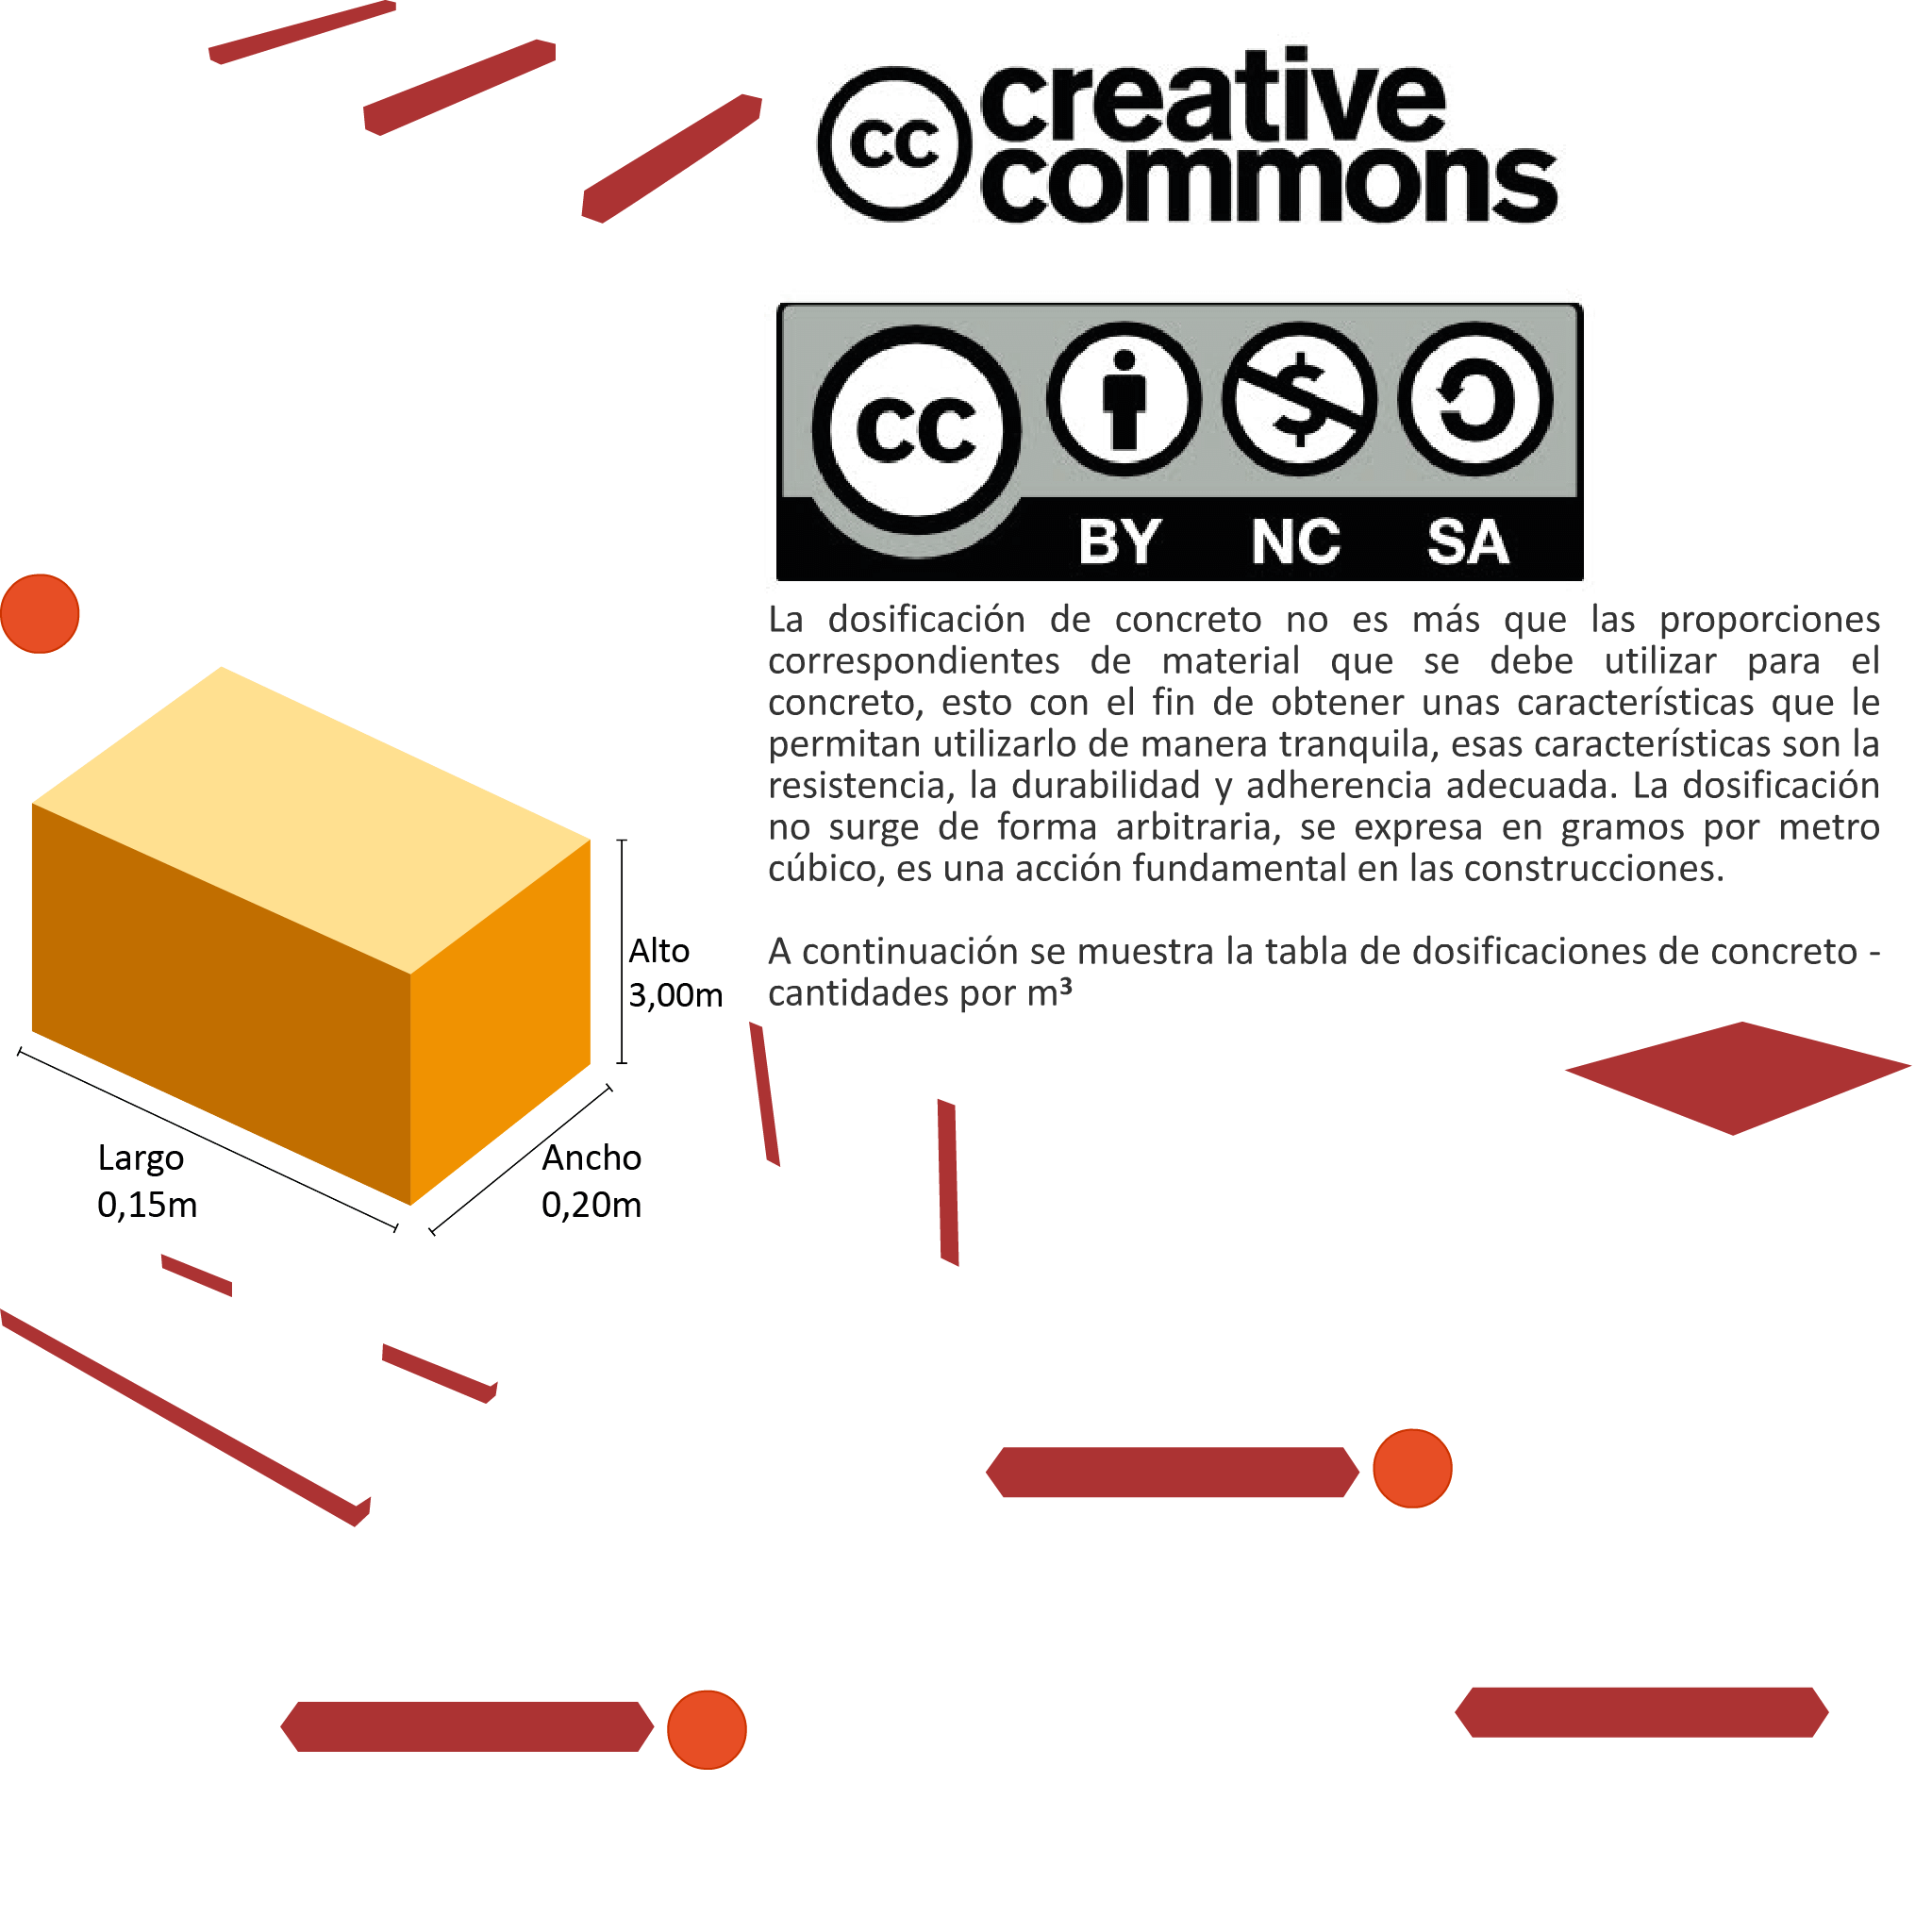 creative
commons
cc
cc
BY NC SA
La dosificación de concreto no es más que las proporciones
correspondientes de material que se debe utilizar para el
concreto, esto con el fin de obtener unas características que le
permitan utilizarlo de manera tranquila, esas características son la
resistencia, la durabilidad y adherencia adecuada. La dosificación
no surge de forma arbitraria, se expresa en gramos por metro
cúbico, es una acción fundamental en las construcciones.
A continuación se muestra la tabla de dosificaciones de concreto -
cantidades por m³
Alto
3,00m
Largo
0,15m
Ancho
0,20m